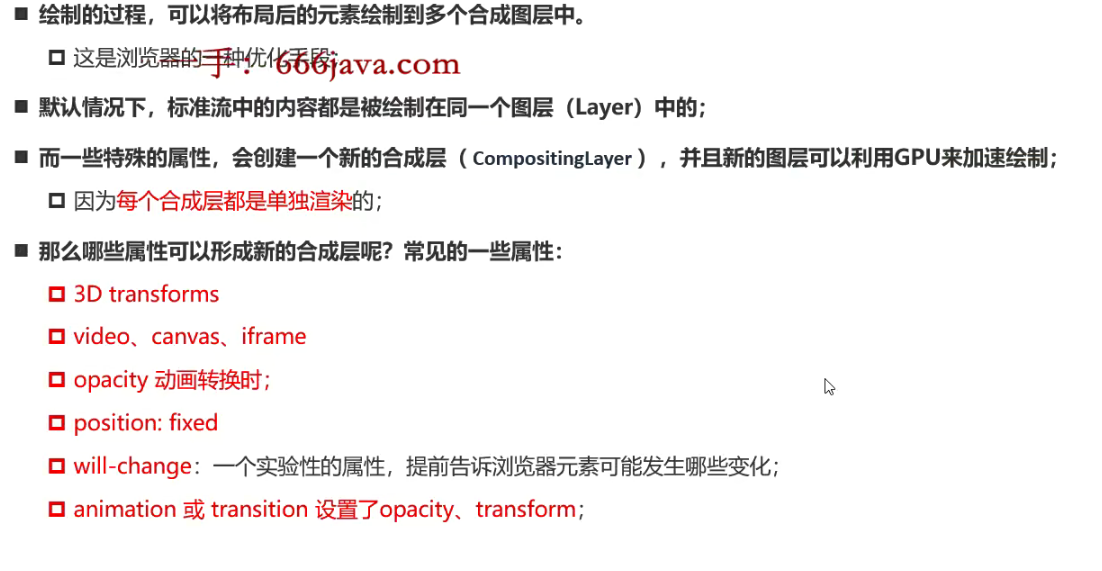 ■ 绘制的过程，可以将布局后的元素绘制到多个合成图层中。
这是浏览器的一种优化手段；
一手：666java.com
■ 默认情况下，标准流中的内容都是被绘制在同一个图层（Layer）中的；
■ 而一些特殊的属性，会创建一个新的合成层（ CompositingLayer ），并且新的图层可以利用GPU来加速绘制；
因为每个合成层都是单独渲染的；
■ 那么哪些属性可以形成新的合成层呢？常见的一些属性：
3D transforms
video、canvas、iframe
opacity 动画转换时；
position: fixed
will-change：一个实验性的属性，提前告诉浏览器元素可能发生哪些变化；
animation 或 transition 设置了opacity、transform；